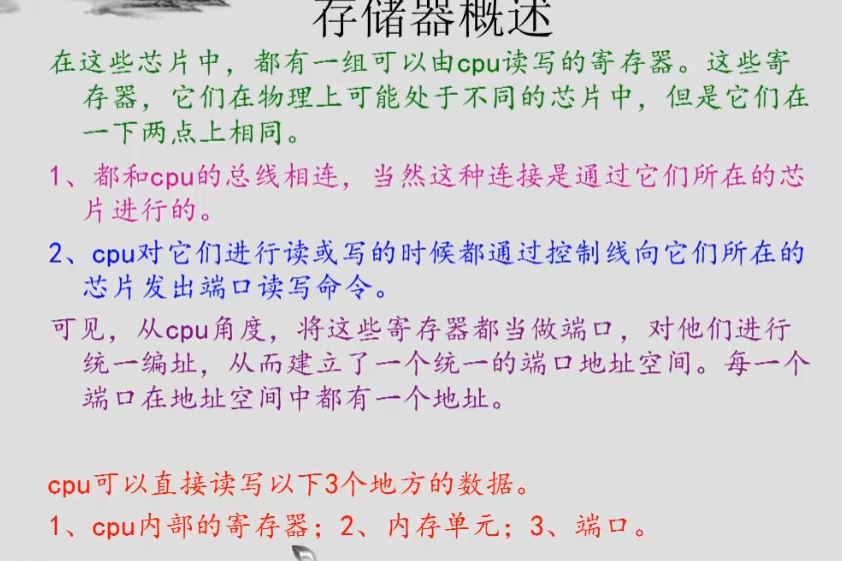 存储器概述
在这些芯片中，都有一组可以由cpu读写的寄存器。这些寄
存器，它们在物理上可能处于不同的芯片中，但是它们在
一下两点上相同。
1、都和cpu的总线相连，当然这种连接是通过它们所在的芯
片进行的。
2、cpu对它们进行读或写的时候都通过控制线向它们所在的
芯片发出端口读写命令。
可见，从cpu角度，将这些寄存器都当做端口，对他们进行
统一编址，从而建立了一个统一的端口地址空间。每一个
端口在地址空间中都有一个地址。
cpu可以直接读写以下3个地方的数据。
1、cpu内部的寄存器；2、内存单元；3、端口。